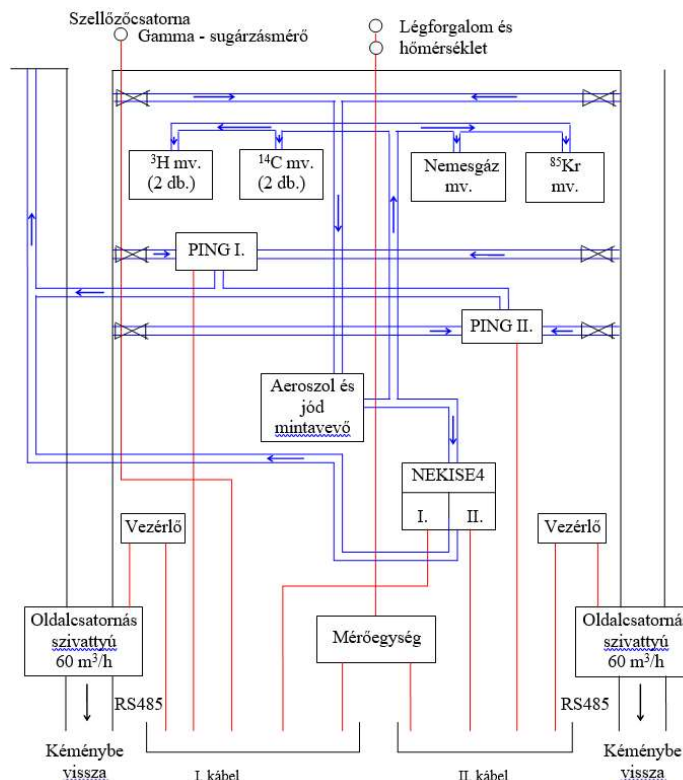 Szellőzőcsatorna
Gamma - sugárzásmérő
Légforgalom és
hőmérséklet
³H mv.
(2 db.)
¹⁴C mv.
(2 db.)
Nemesgáz
mv.
⁸⁵Kr
mv.
PING I.
PING II.
Aeroszol és
jód
mintavevő
NEKISE4
I.
II.
Vezérlő
Vezérlő
Oldalcsatornás
szivattyú
60 m³/h
Mérőegység
Oldalcsatornás
szivattyú
60 m³/h
RS485
RS485
Kéménybe
vissza
I. kábel
II. kábel
Kéménybe
vissza